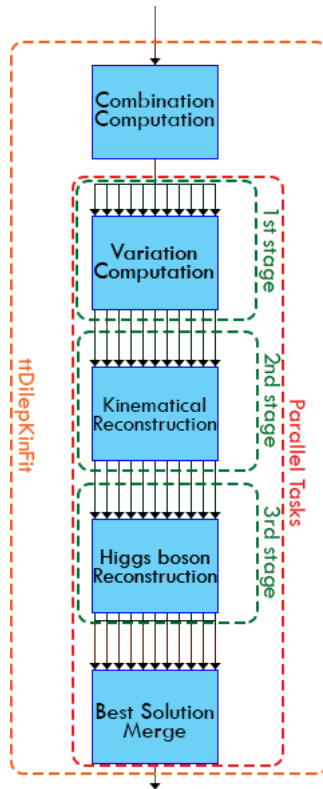 Combination
Computation
1st stage
Variation
Computation
2nd stage
Kinematical
Reconstruction
Parallel Tasks
ttDilepKinFit
3rd stage
Higgs boson
Reconstruction
Best Solution
Merge